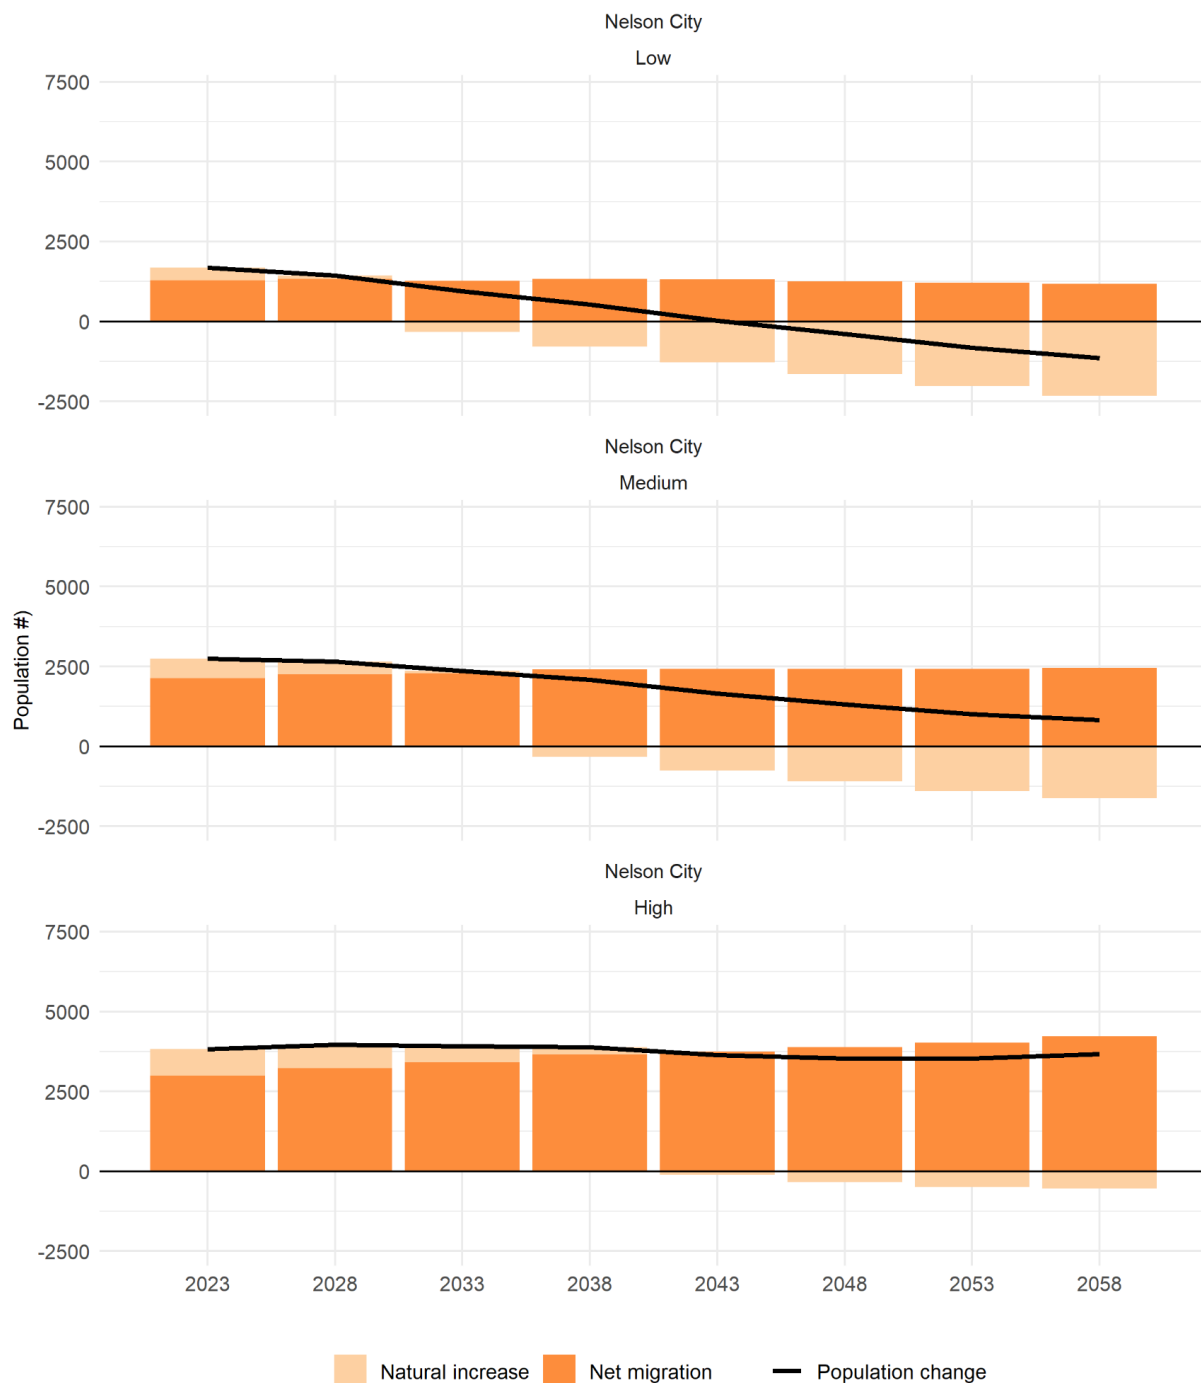 Nelson City
Low
7500
5000
2500
0
-2500
Nelson City
Medium
7500
5000
2500
0
-2500
Population #)
Nelson City
High
7500
5000
2500
0
-2500
2023 2028 2033 2038 2043 2048 2053 2058
Natural increase Net migration Population change